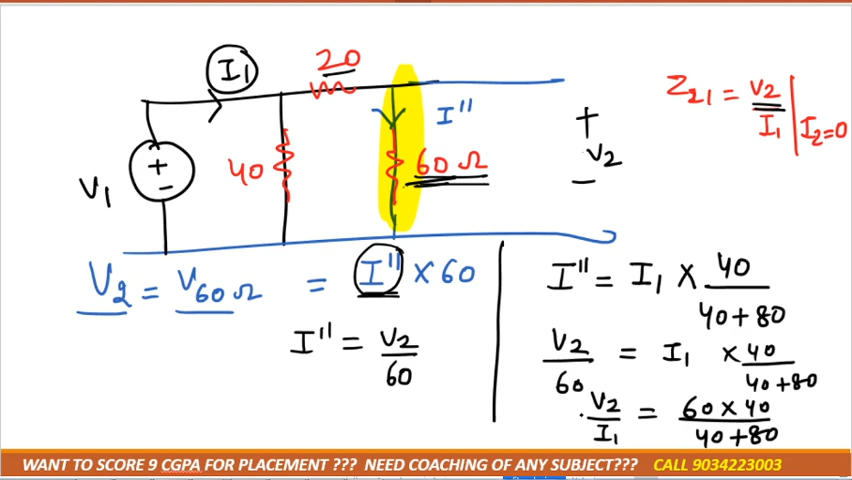 I1
20
Z21 = V2/I1 | I2=0
I''
+
V2
-
40
60 Ω
+
-
V1
V2 = V60Ω = I'' × 60
I'' = V2/60
I'' = I1 × 40/40+80
V2/60 = I1 × 40/40+80
V2/I1 = 60×40/40+80
WANT TO SCORE 9 CGPA FOR PLACEMENT ??? NEED COACHING OF ANY SUBJECT??? CALL 9034223003